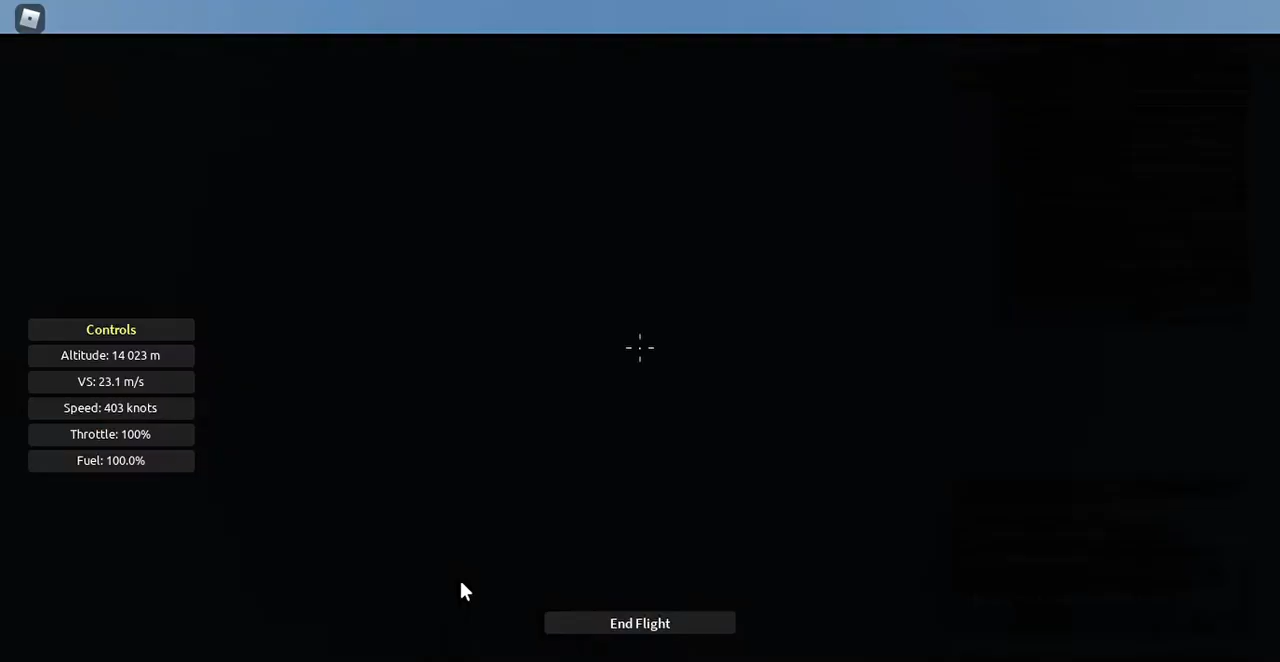 Controls
Altitude: 14 023 m
VS: 23.1 m/s
Speed: 403 knots
Throttle: 100%
Fuel: 100.0%
End Flight